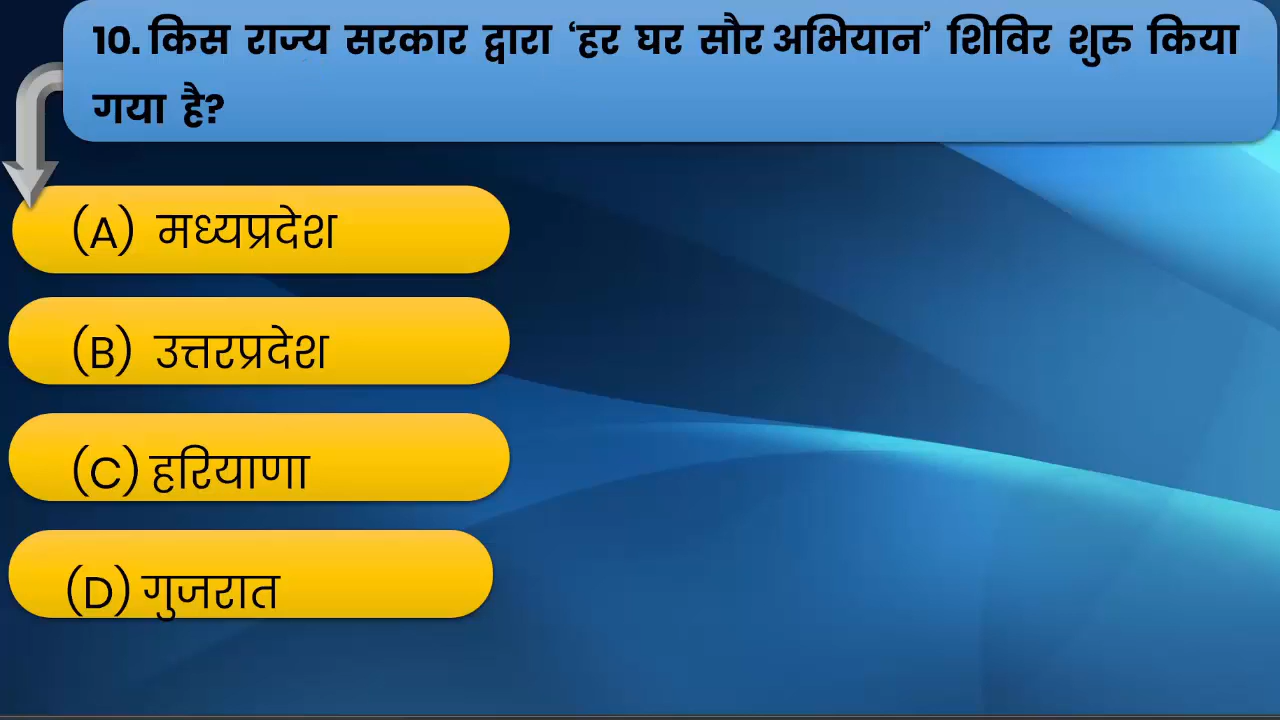 10. किस राज्य सरकार द्वारा ‘हर घर सौर अभियान’ शिविर शुरु किया
गया है?
(A) मध्यप्रदेश
(B) उत्तरप्रदेश
(C) हरियाणा
(D) गुजरात